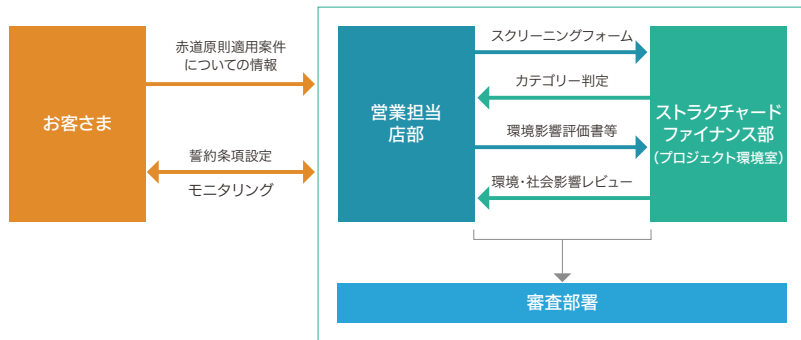 お客さま
赤道原則適用案件
についての情報
誓約条項設定
モニタリング
営業担当
店部
スクリーニングフォーム
カテゴリー判定
環境影響評価書等
環境・社会影響レビュー
ストラクチャード
ファイナンス部
（プロジェクト環境室）
審査部署